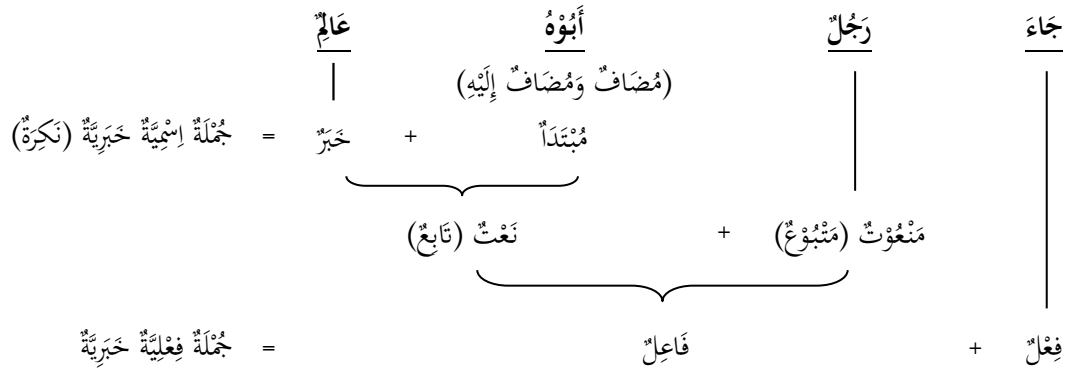 جَاءَ رَجُلٌ أَبُوْهُ عَالِمٌ
(مُضَافٌ وَمُضَافٌ إِلَيْهِ)
مُبْتَدَاٌ + خَبَرٌ = جُمْلَةٌ اِسْمِيَّةٌ خَبَرِيَّةٌ (نَكِرَةٌ)
مَنْعُوْتٌ (مَتْبُوْعٌ) + نَعْتٌ (تَابِعٌ)
فِعْلٌ + فَاعِلٌ = جُمْلَةٌ فِعْلِيَّةٌ خَبَرِيَّةٌ